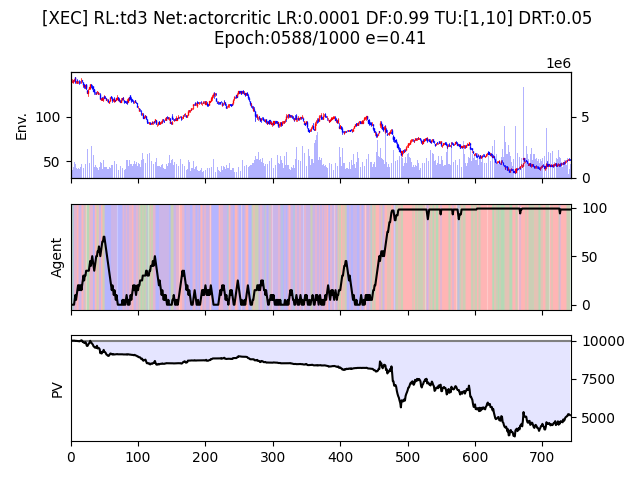 [XEC] RL:td3 Net:actorcritic LR:0.0001 DF:0.99 TU:[1,10] DRT:0.05
Epoch:0588/1000 e=0.41
1e6
Env.
100
50
5
0
Agent
100
50
0
PV
10000
7500
5000
0 100 200 300 400 500 600 700